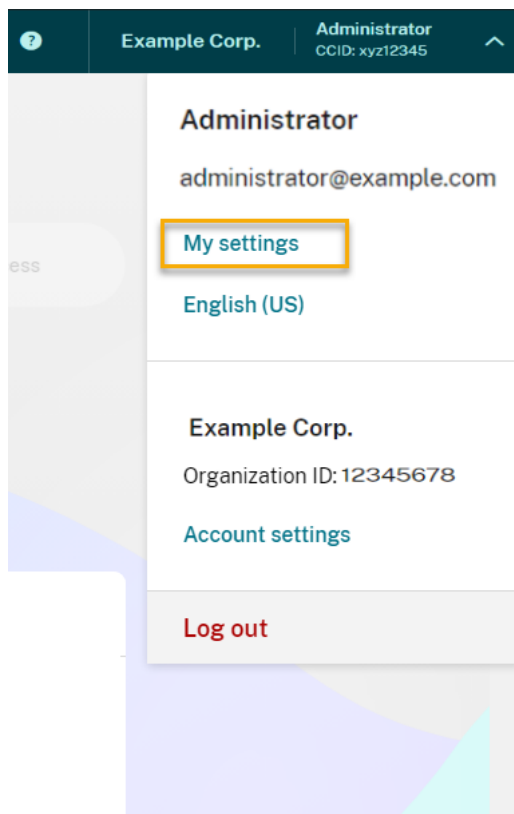 ?
Example Corp.
Administrator
CCID: xyz12345
Administrator
administrator@example.com
My settings
ess
English (US)
Example Corp.
Organization ID: 12345678
Account settings
Log out